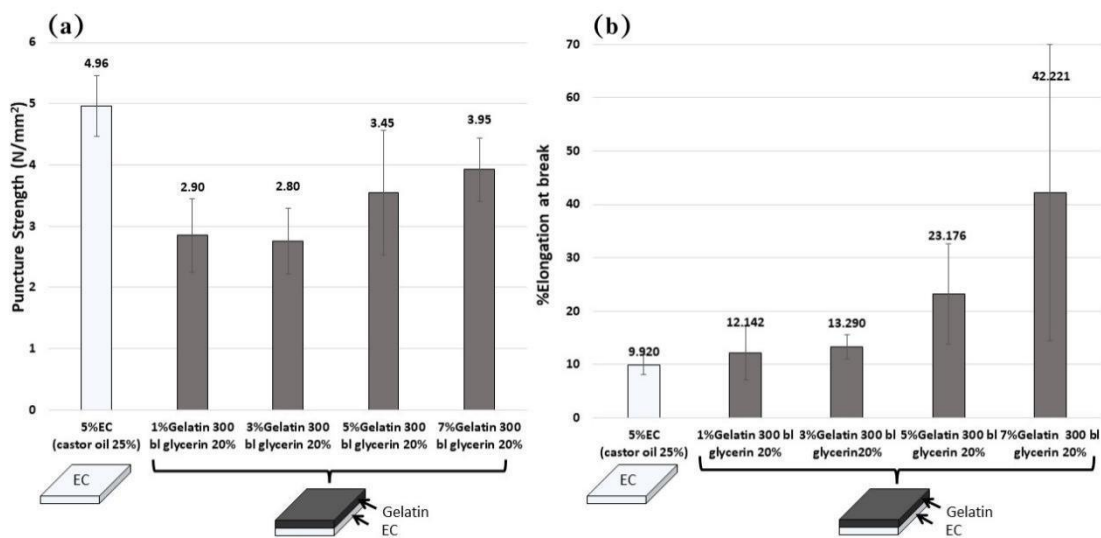 (a)
Puncture Strength (N/mm²)
6
5
4
3
2
1
0
4.96
2.90
2.80
3.45
3.95
5%EC
(castor oil 25%)
1%Gelatin 300
bl glycerin 20%
3%Gelatin 300
bl glycerin 20%
5%Gelatin 300
bl glycerin 20%
7%Gelatin 300
bl glycerin 20%
EC
Gelatin
EC
(b)
%Elongation at break
70
60
50
40
30
20
10
0
9.920
12.142
13.290
23.176
42.221
5%EC
(castor oil 25%)
1%Gelatin 300 bl
glycerin 20%
3%Gelatin 300 bl
glycerin20%
5%Gelatin 300 bl
glycerin 20%
7%Gelatin 300 bl
glycerin 20%
EC
Gelatin
EC